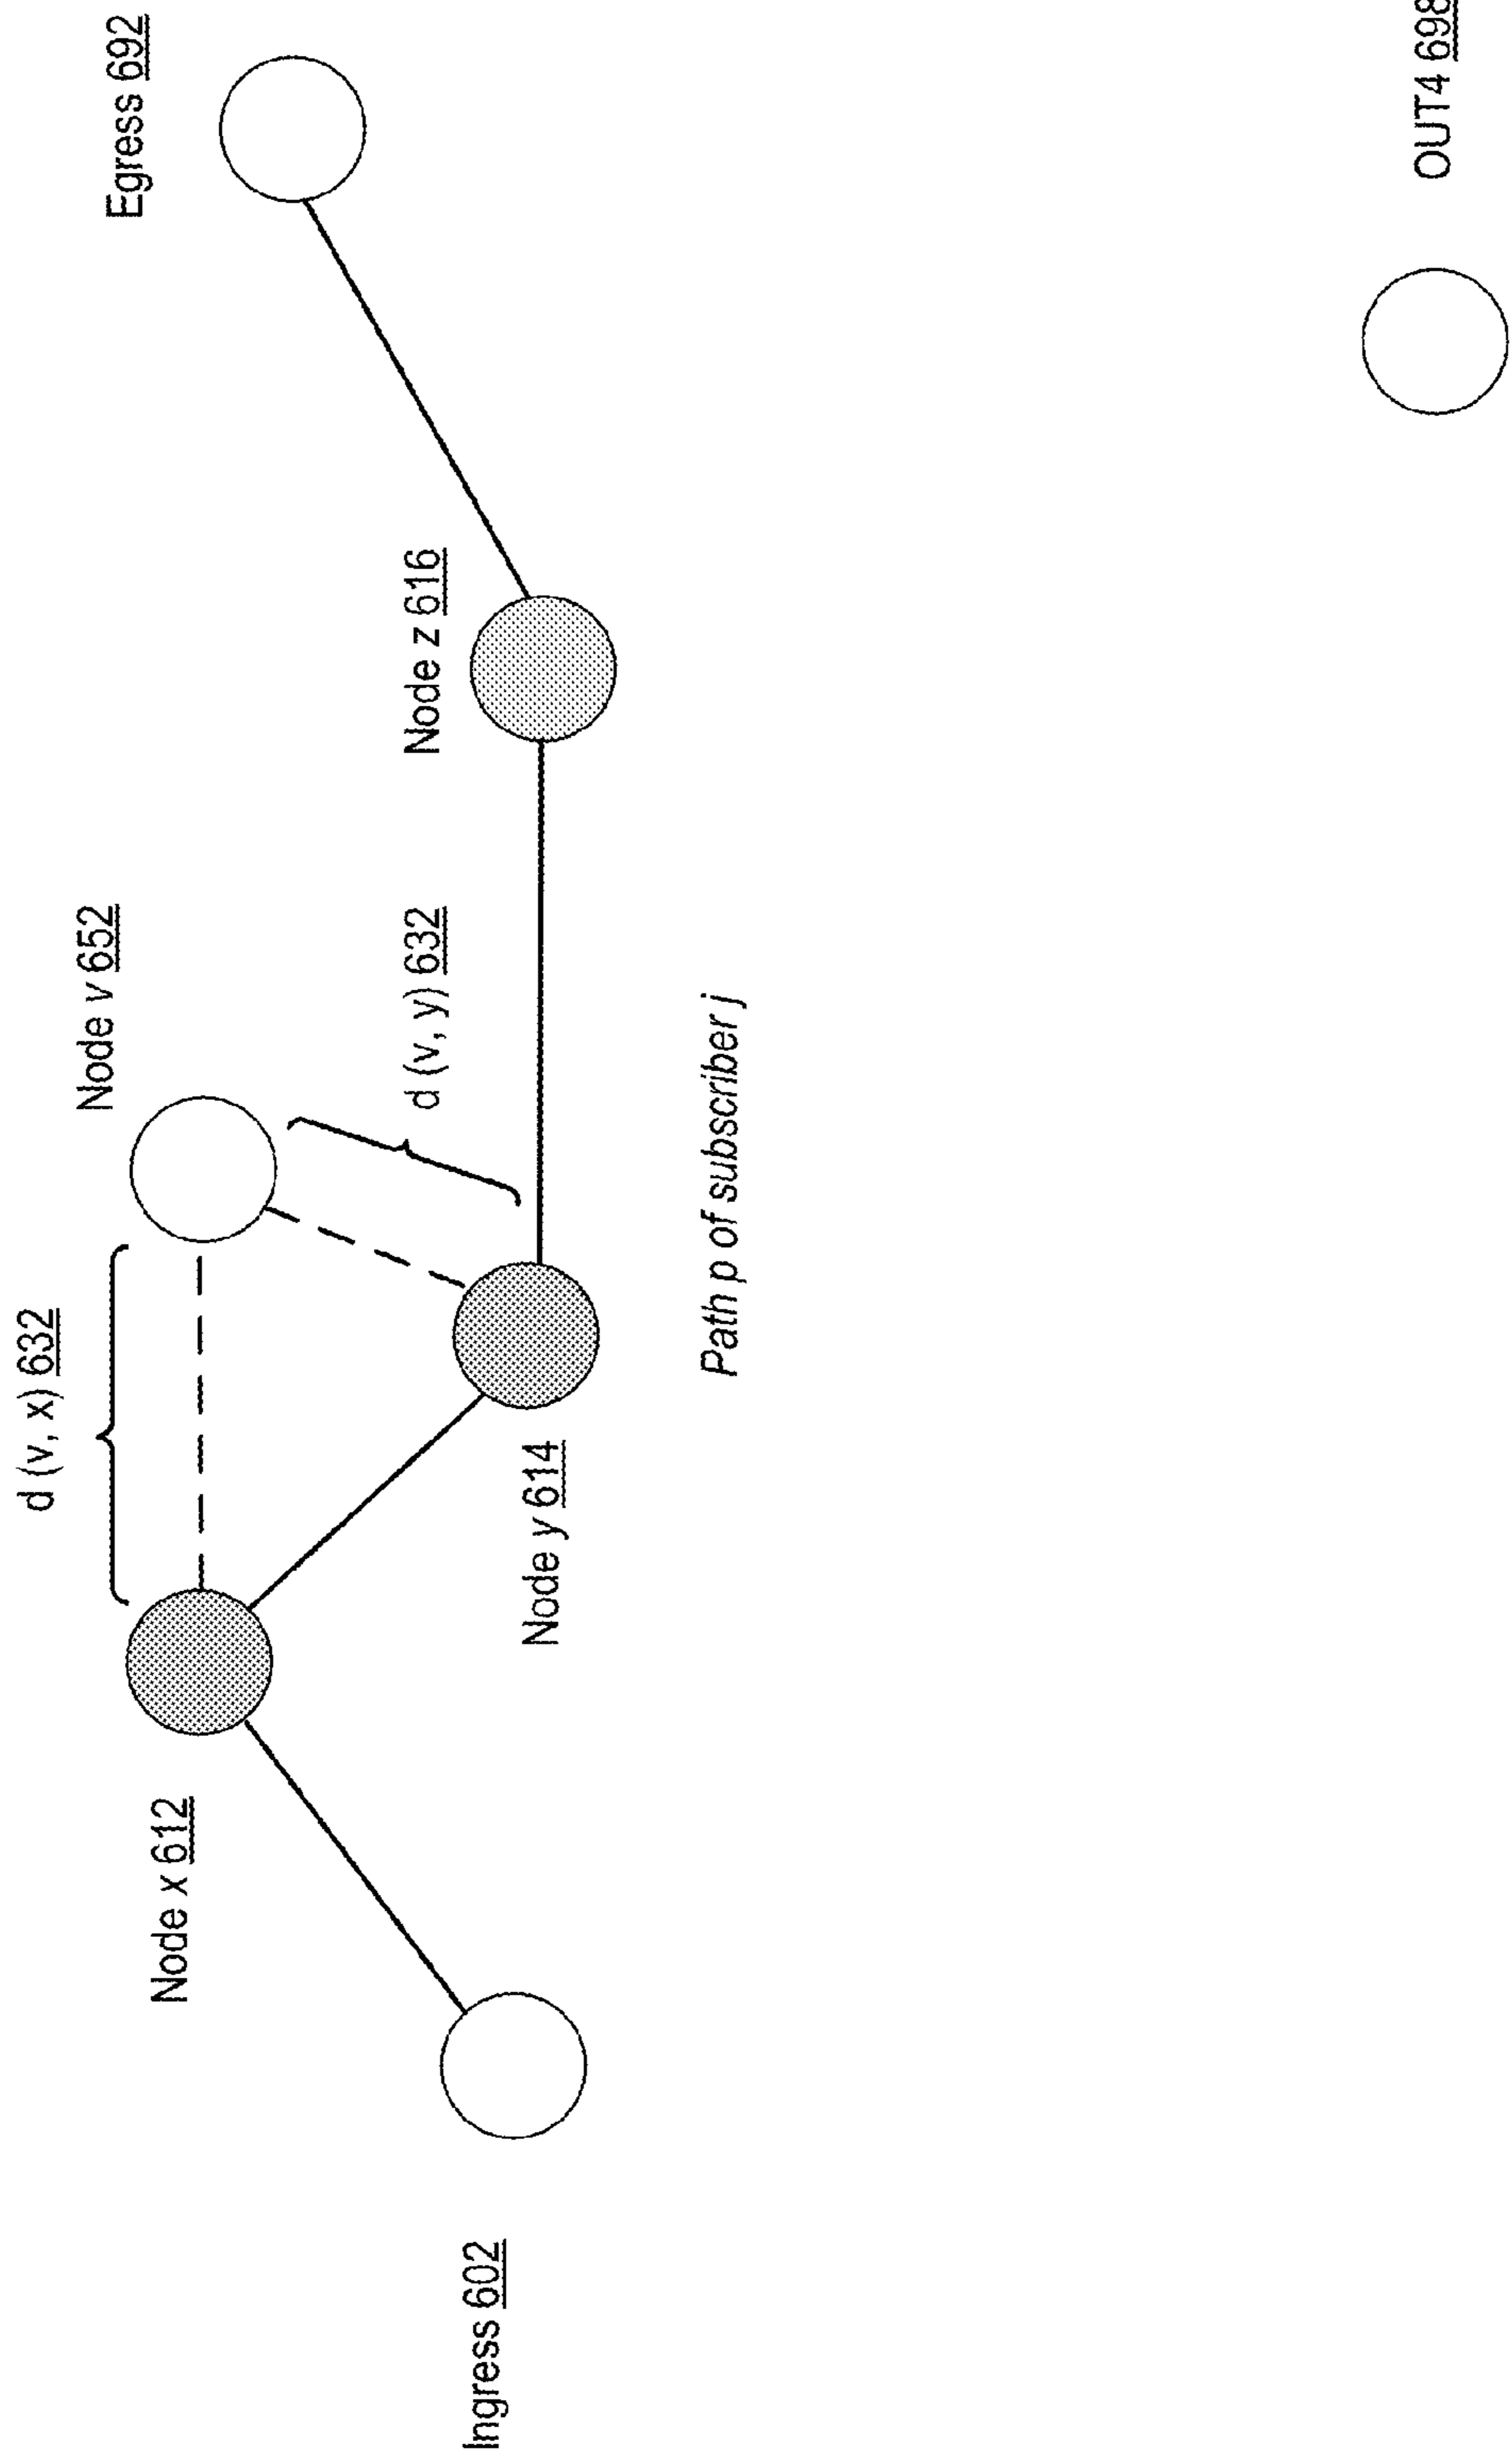 d (v, x) 632
Node v 652
Egress 692
Node x 612
d (v, y) 632
Node z 616
Ingress 602
Node y 614
Path p of subscriber j
OUT4 698